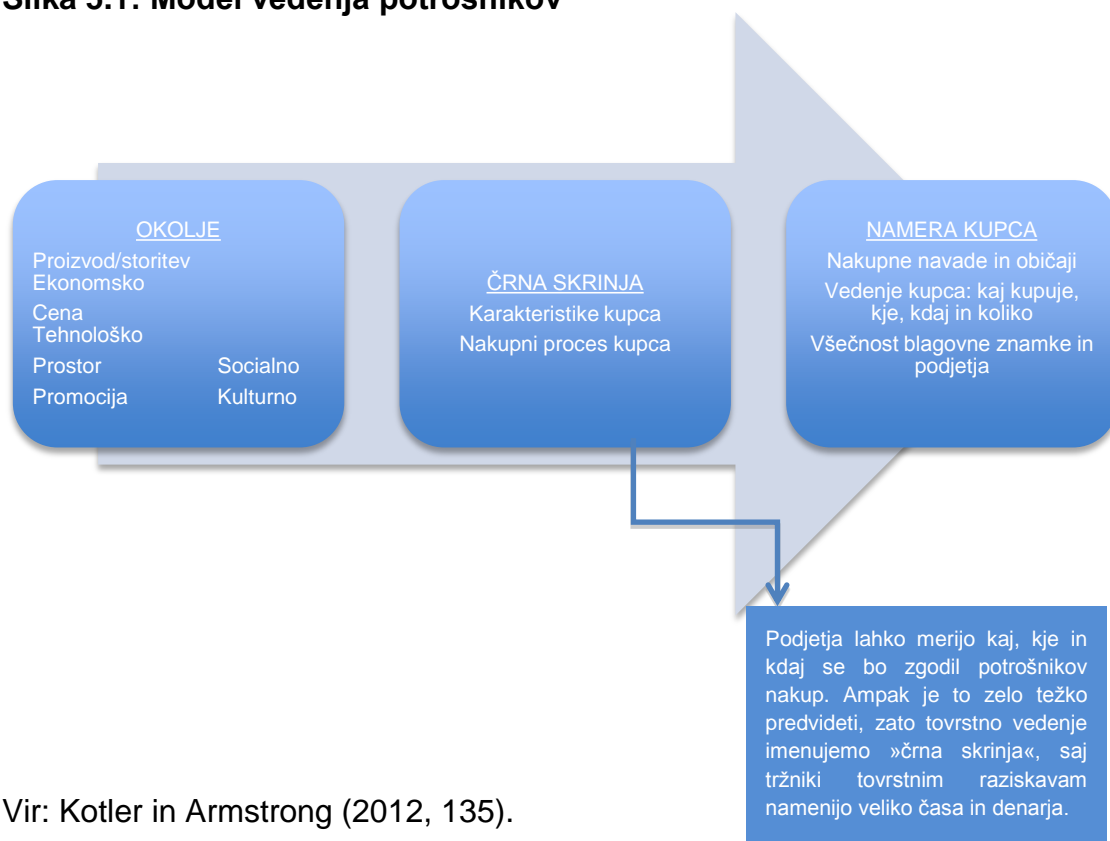 Slika 3.1: Model vedenja potrošnikov
OKOLJE
Proizvod/storitev
Ekonomsko
Cena
Tehnološko
Prostor Socialno
Promocija Kulturno
ČRNA SKRINJA
Karakteristike kupca
Nakupni proces kupca
NAMERA KUPCA
Nakupne navade in običaji
Vedenje kupca: kaj kupuje,
kje, kdaj in koliko
Všečnost blagovne znamke in
podjetja
Podjetja lahko merijo kaj, kje in
kdaj se bo zgodil potrošnikov
nakup. Ampak je to zelo težko
predvideti, zato tovrstno vedenje
imenujemo »črna skrinja«, saj
tržniki tovrstnim raziskavam
namenijo veliko časa in denarja.
Vir: Kotler in Armstrong (2012, 135).